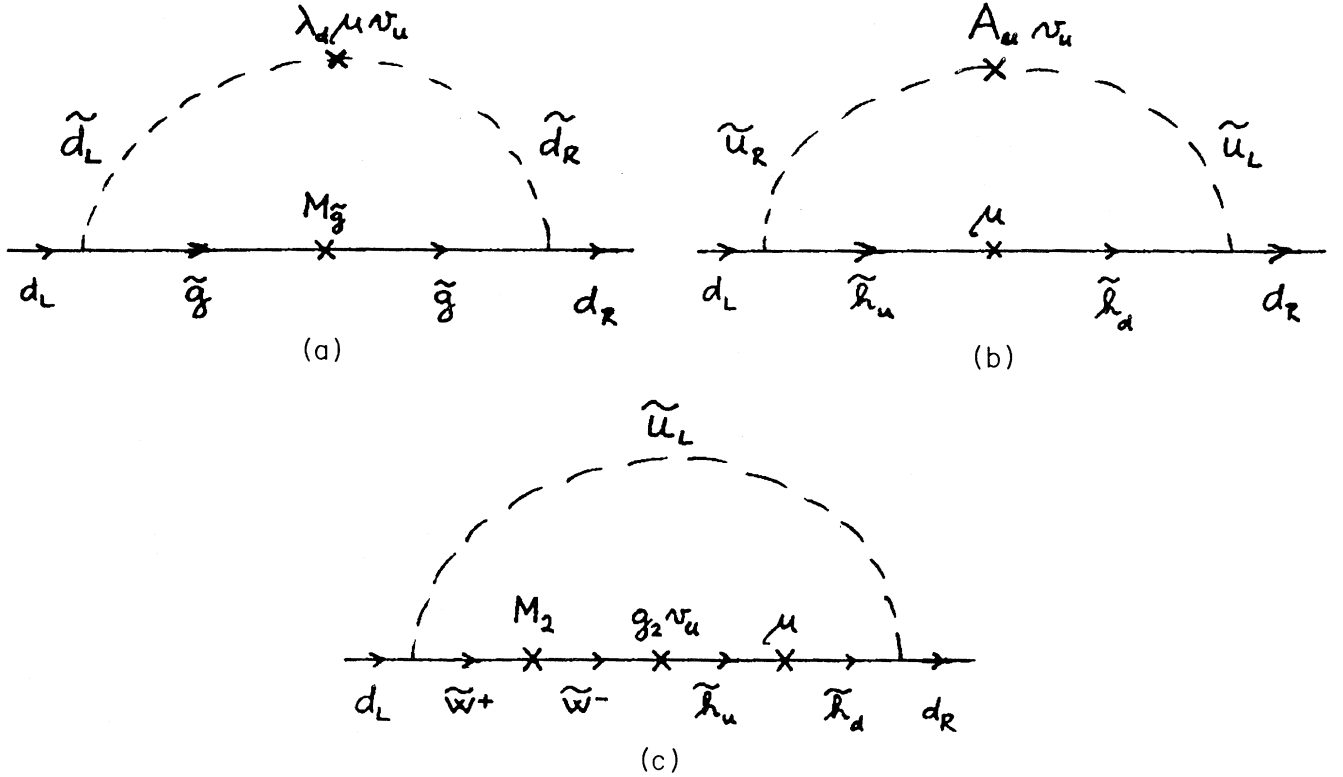 λ_d μ v_u
d̃_L
d̃_R
M_g̃
d_L
g̃
g̃
d_R
(a)
A_u v_u
ũ_R
ũ_L
μ
d_L
h̃_u
h̃_d
d_R
(b)
ũ_L
M_2
g_2 v_u
μ
d_L
w̃^+
w̃^-
h̃_u
h̃_d
d_R
(c)